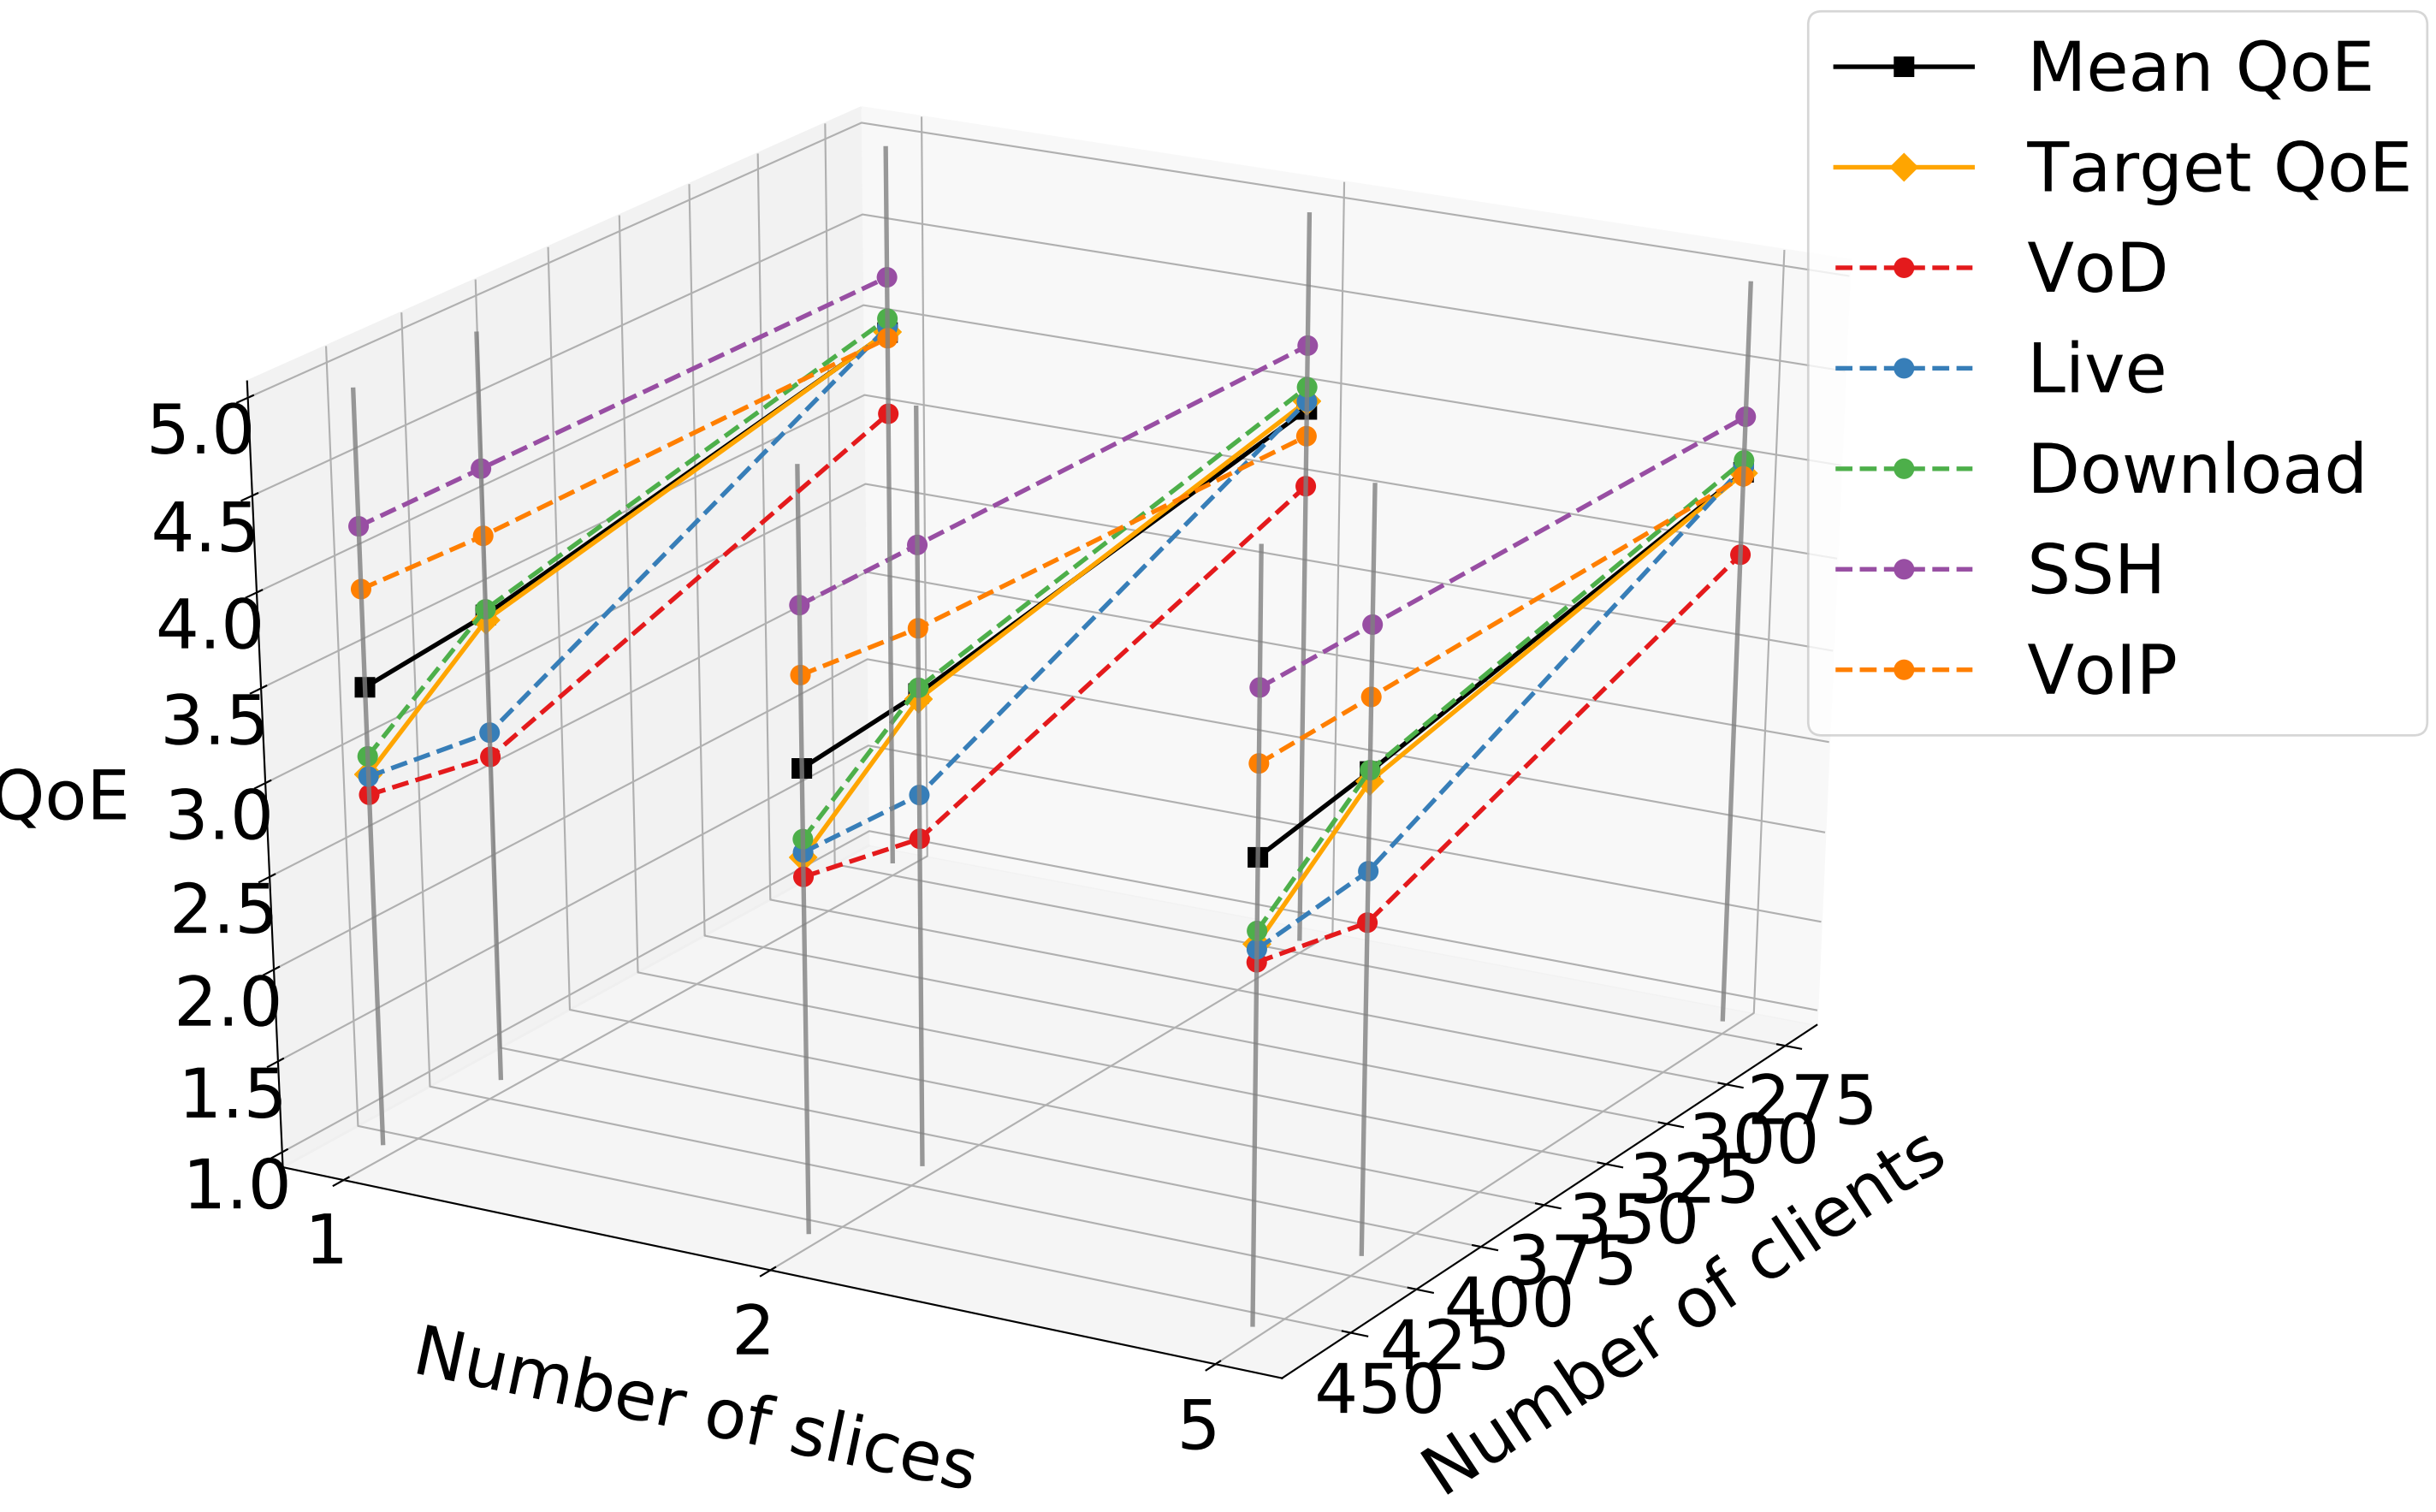 Mean QoE
Target QoE
VoD
Live
Download
SSH
VoIP
5.0
4.5
4.0
3.5
3.0
2.5
2.0
1.5
1.0
QoE
1
2
5
Number of slices
275
300
325
350
375
400
425
450
Number of clients